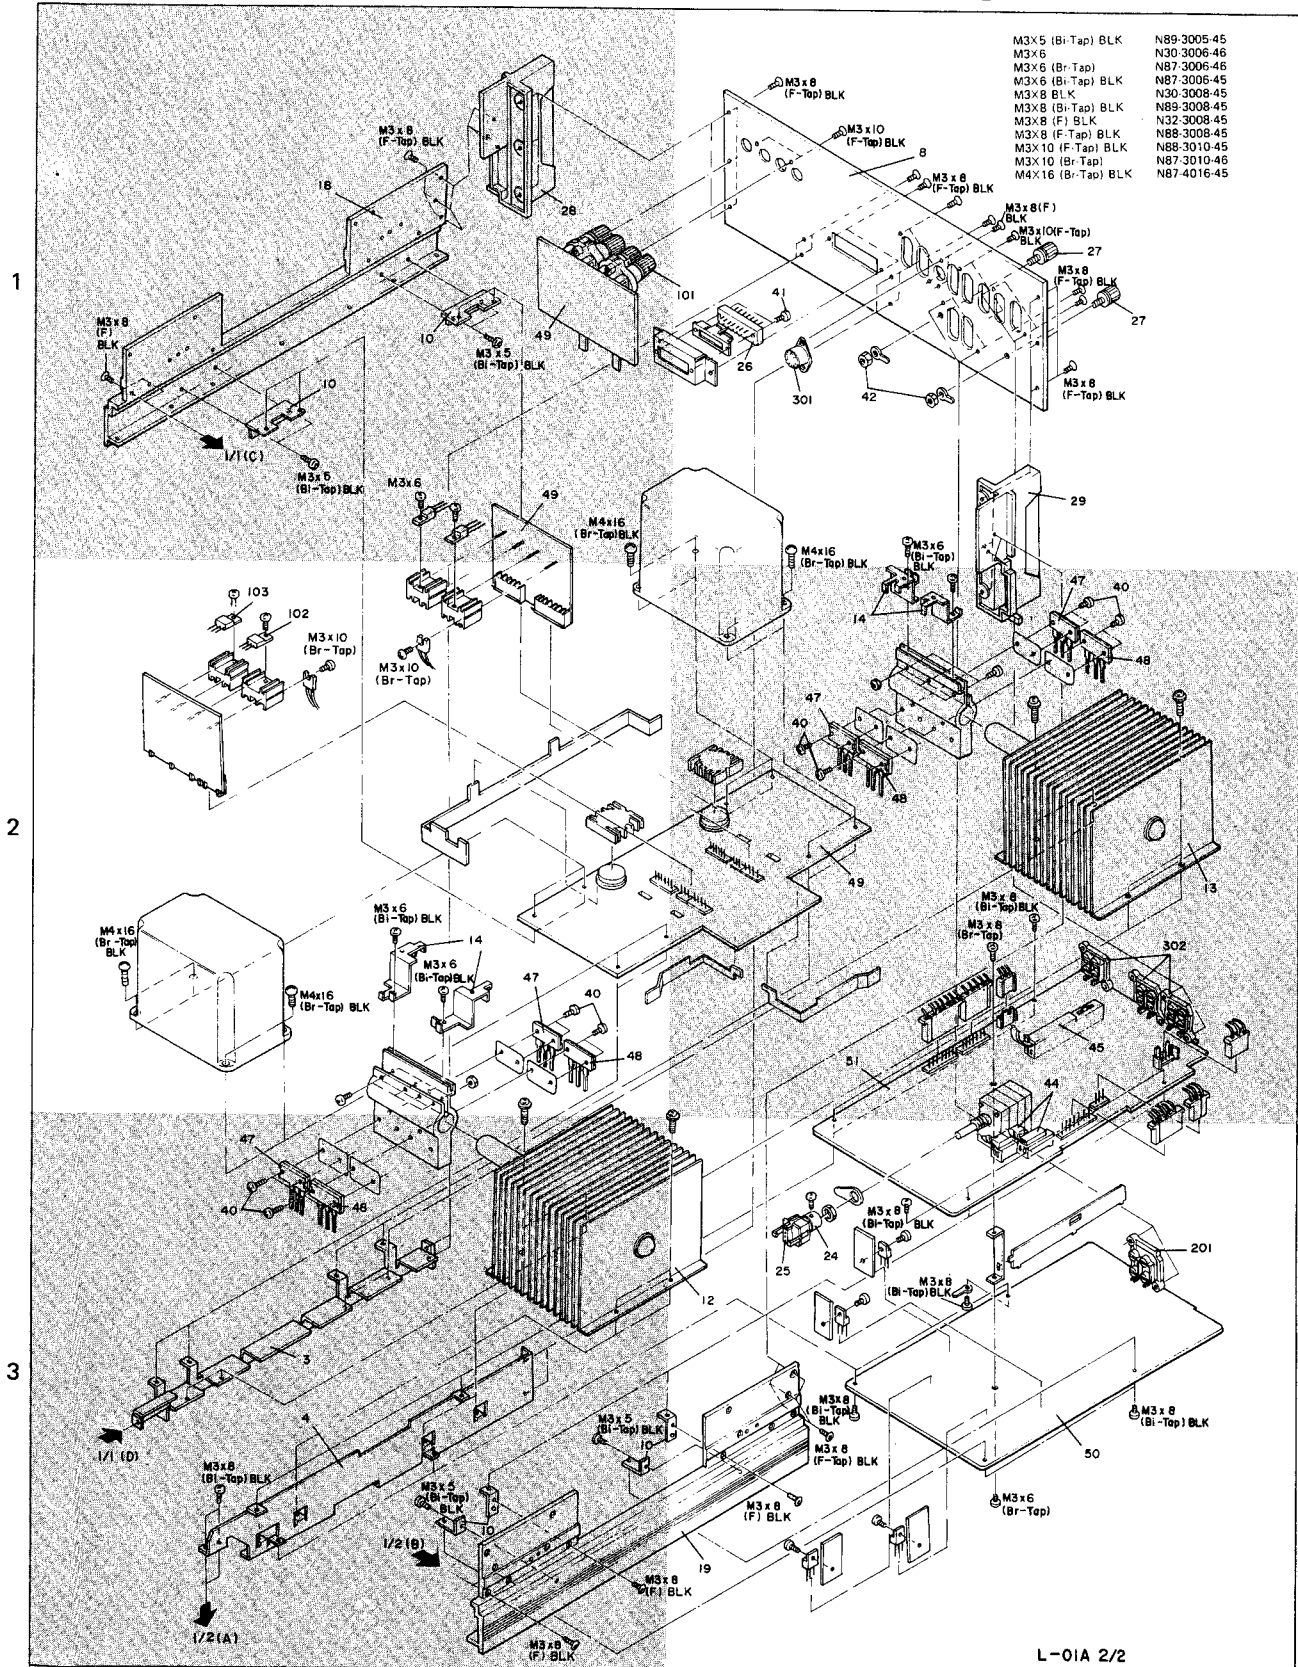 M3X5 (Bi-Tap) BLK N89-3005-45
M3X6 N30-3006-46
M3X6 (Br-Tap) N87-3006-46
M3X6 (Bi-Tap) BLK N87-3006-45
M3X8 BLK N30-3008-45
M3X8 (Bi-Tap) BLK N89-3008-45
M3X8 (F) BLK N32-3008-45
M3X8 (F-Tap) BLK N88-3008-45
M3X10 (F-Tap) BLK N88-3010-45
M3X10 (Br-Tap) N87-3010-46
M4X16 (Br-Tap) BLK N87-4016-45
M3x8
(F-Tap) BLK
M3x8
(F-Tap) BLK
M3x10
(F-Tap) BLK
8
18
M3x8
(F-Tap) BLK
28
M3x8(F)
BLK
M3x10(F-Tap)
BLK
27
1
M3x8
(F-Tap) BLK
27
101
41
M3x8
(F)
BLK
10
49
M3x5
(Bi-Tap) BLK
26
301
42
M3x8
(F-Tap) BLK
10
1/1(C)
M3x5
(Bi-Tap) BLK
M3x6
49
M4x16
(Br-Tap) BLK
29
M4x16
(Br-Tap) BLK
M3x6
(Bi-Tap)
BLK
47
40
14
103
102
M3x10
(Br-Tap)
M3x10
(Br-Tap)
48
47
40
48
2
49
13
M3x6
(Bi-Tap) BLK
14
M3x8
(Bi-Tap) BLK
M3x8
(Br-Tap)
302
M4x16
(Br-Tap)
BLK
M3x6
(Bi-Tap) BLK
47
40
M4x16
(Br-Tap) BLK
48
45
51
44
47
40
48
M3x8
(Bi-Tap) BLK
24
25
201
M3x8
(Bi-Tap) BLK
12
3
3
M3x8
(Bi-Tap)
BLK
M3x5
(Bi-Tap) BLK
10
M3x8
(Bi-Tap) BLK
50
1/1 (D)
4
M3x8
(F-Tap) BLK
M3x8
(Bi-Tap) BLK
M3x5
(Bi-Tap)
BLK
10
M3x8
(F) BLK
M3x6
(Br-Tap)
1/2(B)
19
M3x8
(F) BLK
1/2(A)
M3x8
(F) BLK
L-01A 2/2